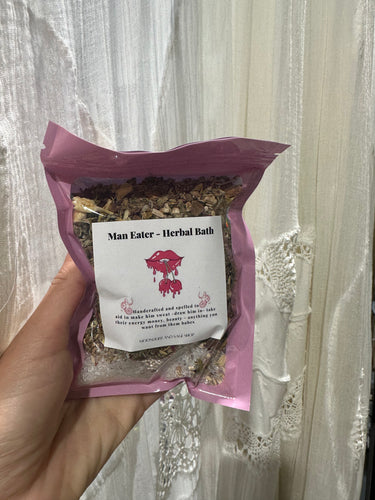 Man Eater - Herbal Bath
Handcrafted and spelled to
aid in make him sweat - draw him in - take
their energy money, beauty - anything you
want from them babes